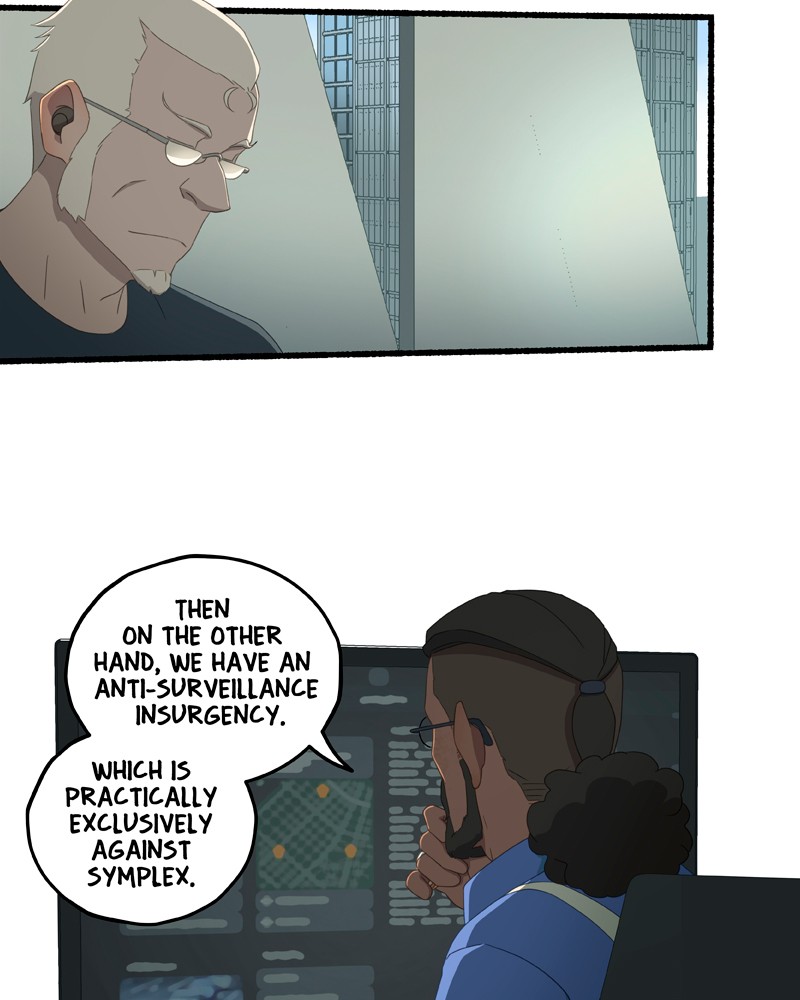 THEN
ON THE OTHER
HAND, WE HAVE AN
ANTI-SURVEILLANCE
INSURGENCY.
WHICH IS
PRACTICALLY
EXCLUSIVELY
AGAINST
SYMPLEX.